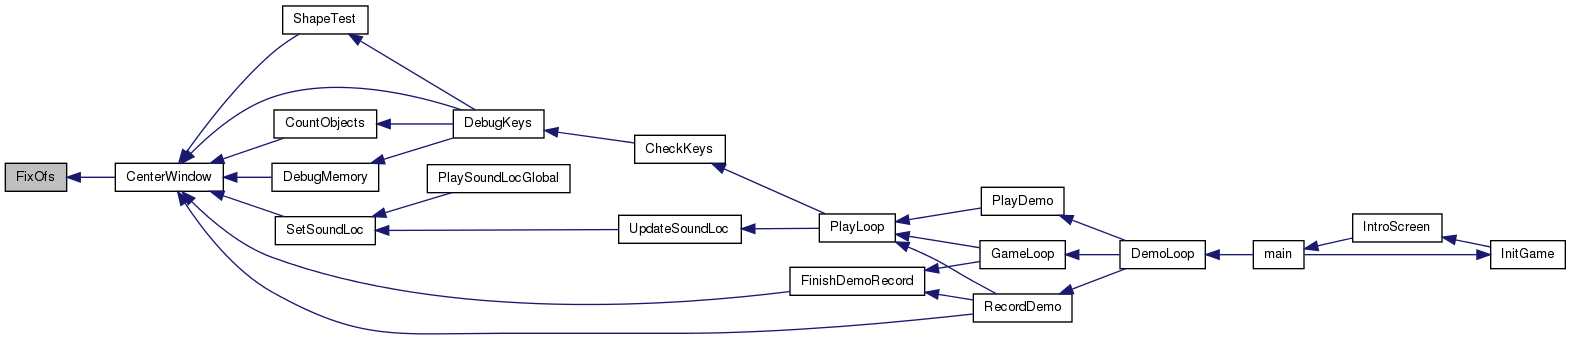 ShapeTest
CountObjects
DebugKeys
CheckKeys
FixOfs
CenterWindow
DebugMemory
PlaySoundLocGlobal
SetSoundLoc
UpdateSoundLoc
PlayLoop
PlayDemo
GameLoop
FinishDemoRecord
RecordDemo
DemoLoop
main
IntroScreen
InitGame